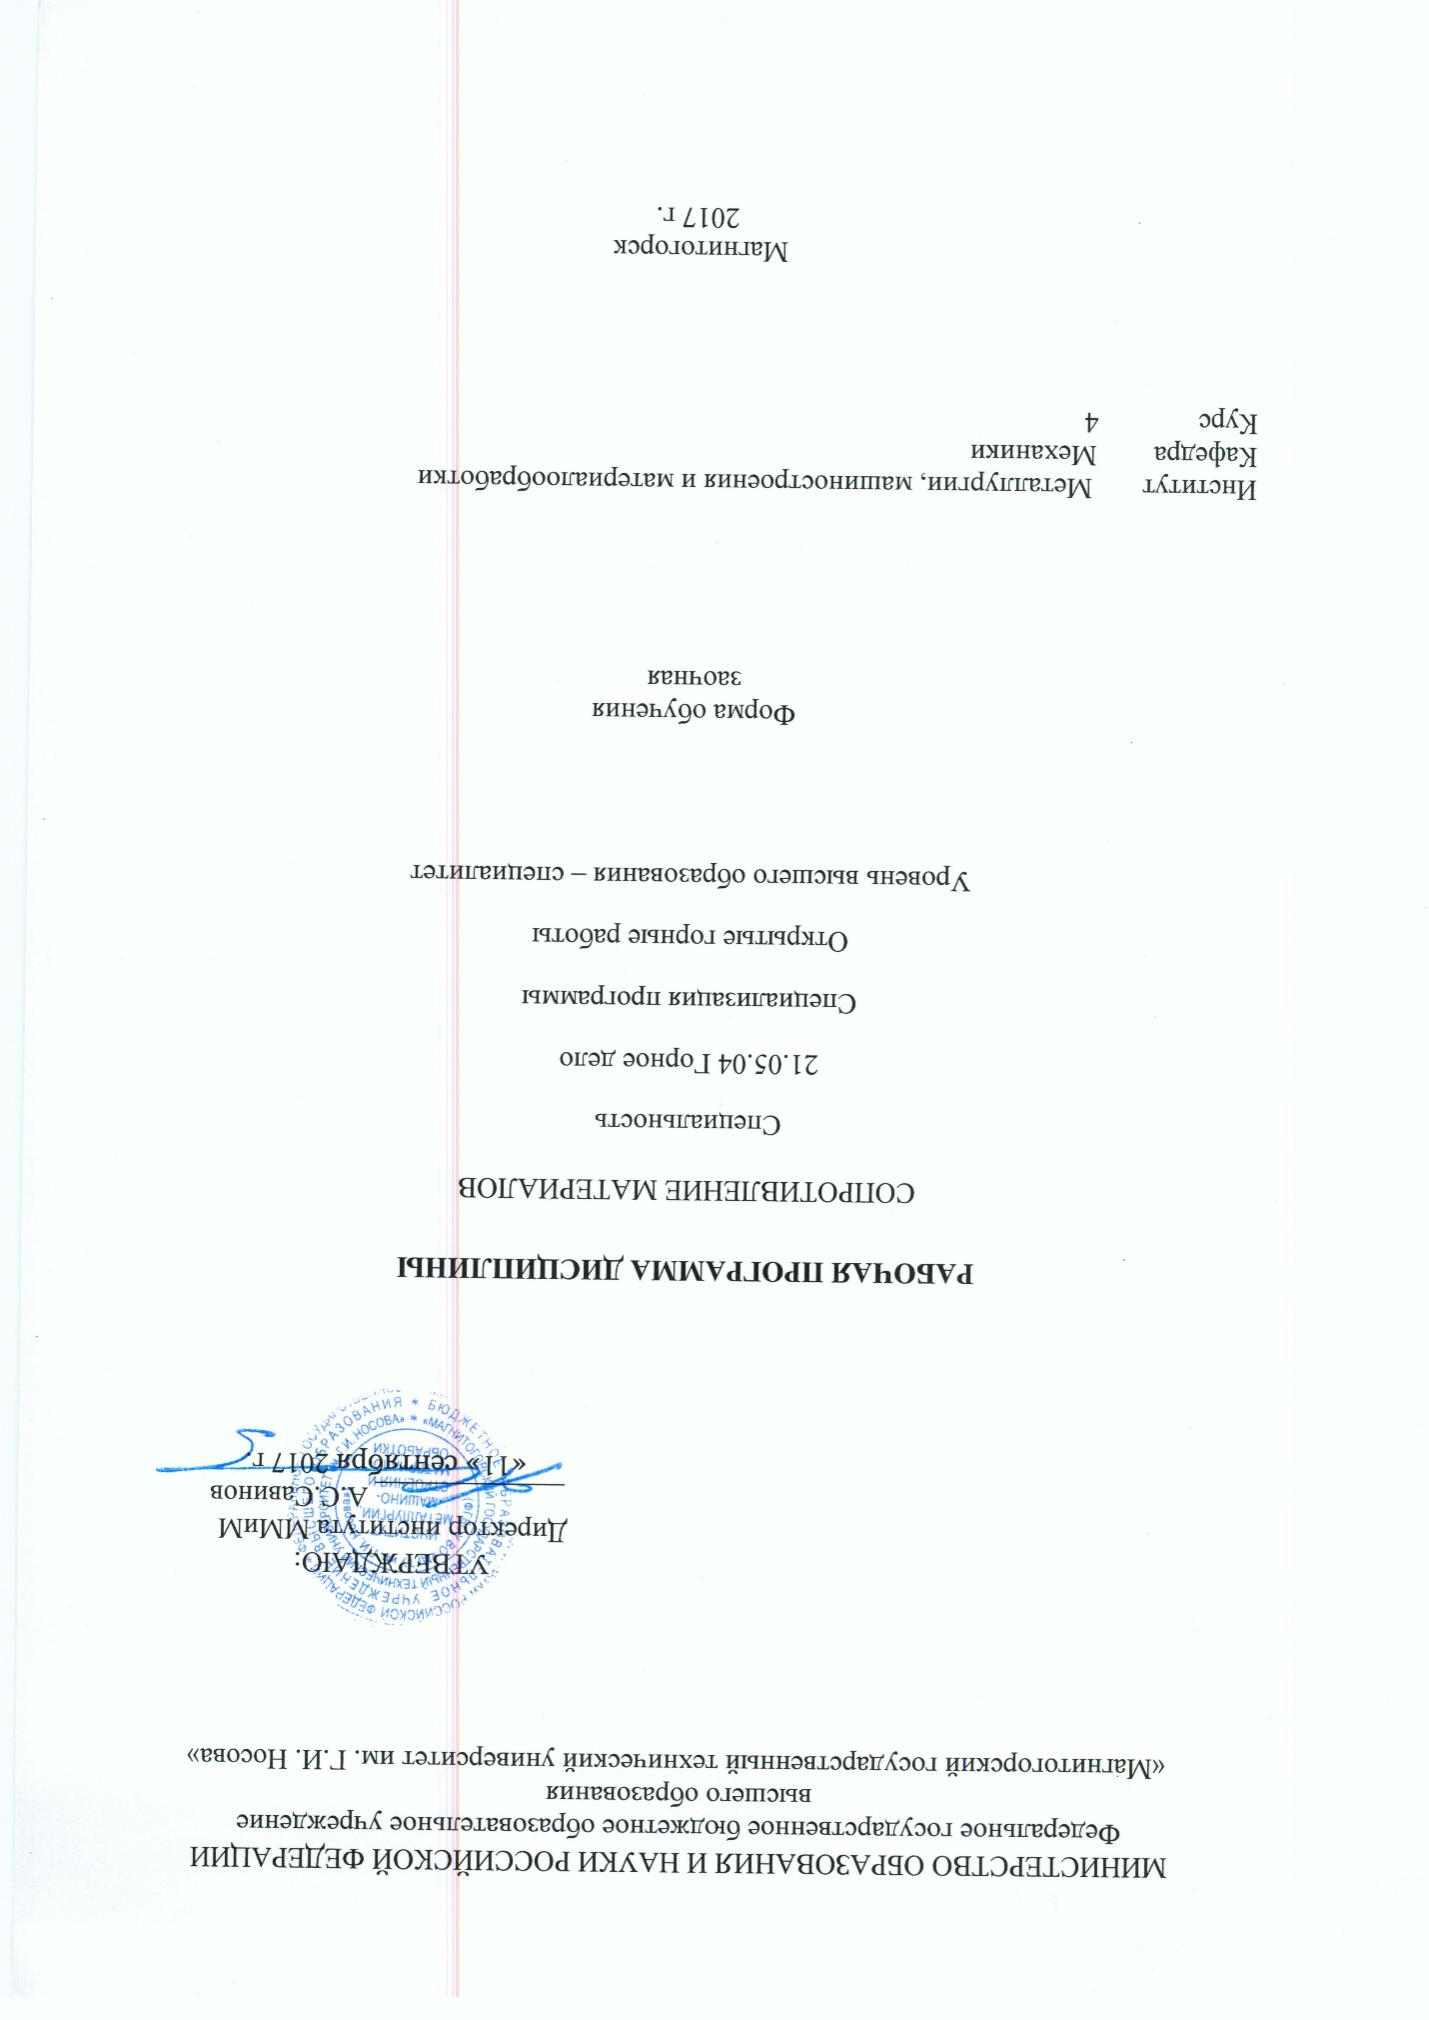 МИНИСТЕРСТВО ОБРАЗОВАНИЯ И НАУКИ РОССИЙСКОЙ ФЕДЕРАЦИИ
Федеральное государственное бюджетное образовательное учреждение
высшего образования
«Магнитогорский государственный технический университет им. Г.И. Носова»
УТВЕРЖДАЮ:
Директор института ММиМ
А.С.Савинов
«11» сентября 2017 г.
РАБОЧАЯ ПРОГРАММА ДИСЦИПЛИНЫ
СОПРОТИВЛЕНИЕ МАТЕРИАЛОВ
Специальность
21.05.04 Горное дело
Специализация программы
Открытые горные работы
Уровень высшего образования – специалитет
Форма обучения
заочная
Институт Металлургии, машиностроения и материалообработки
Кафедра Механики
Курс 4
Магнитогорск
2017 г.